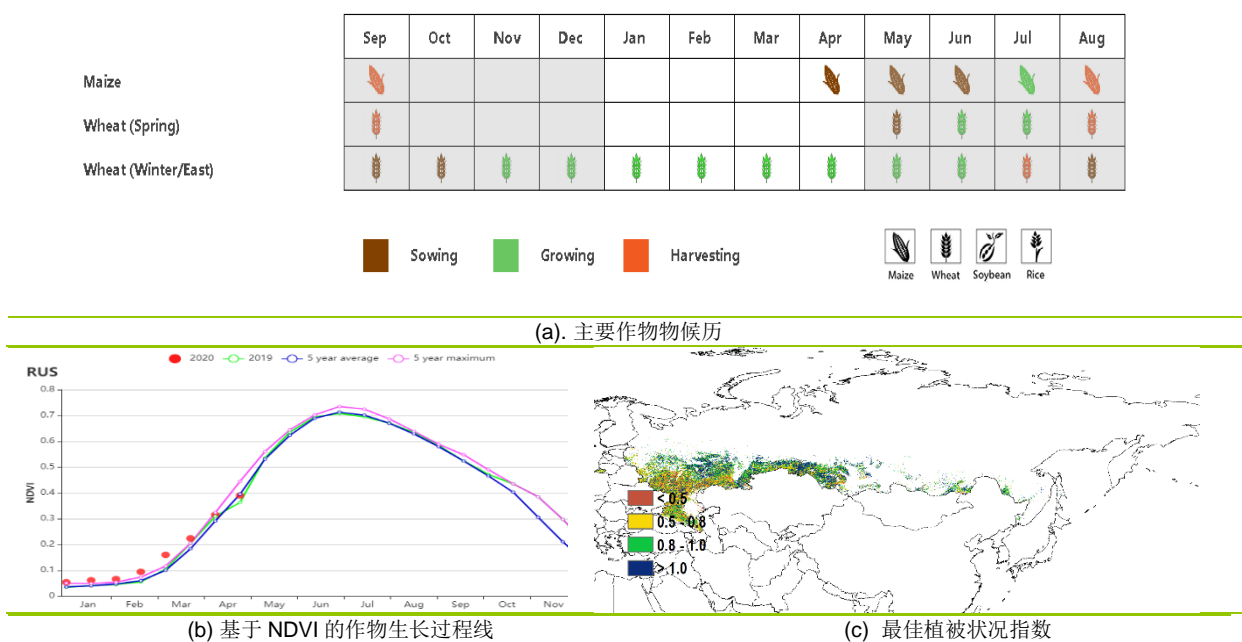 Sep Oct Nov Dec Jan Feb Mar Apr May Jun Jul Aug
Maize
Wheat (Spring)
Wheat (Winter/East)
Sowing Growing Harvesting
Maize Wheat Soybean Rice
(a). 主要作物物候历
2020 2019 5 year average 5 year maximum
RUS
0.8
0.7
0.6
0.5
0.4
0.3
0.2
0.1
0
NDVI
Jan Feb Mar Apr May Jun Jul Aug Sep Oct Nov
< 0.5
0.5 - 0.8
0.8 - 1.0
> 1.0
(b) 基于 NDVI 的作物生长过程线
(c) 最佳植被状况指数